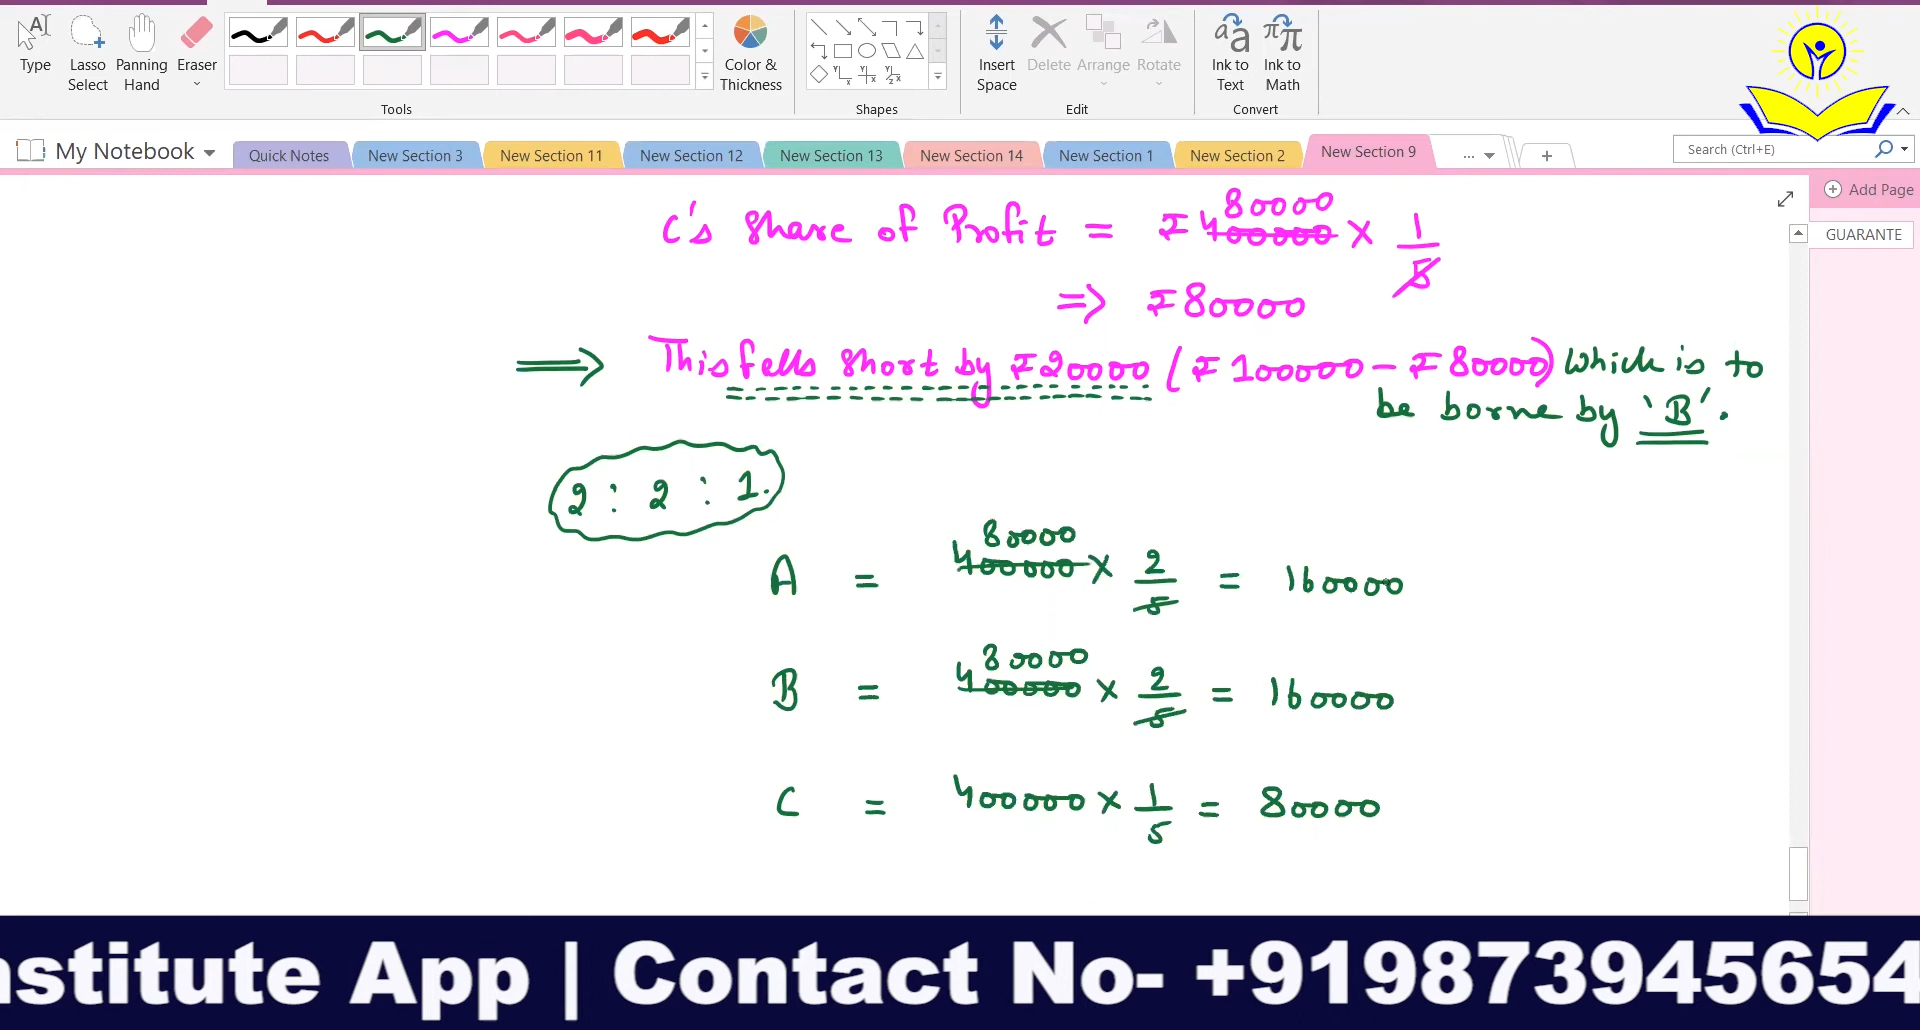 Type
Lasso Select
Panning Hand
Eraser
Color & Thickness
Insert Space
Delete
Arrange
Rotate
Ink to Text
Ink to Math
Tools
Shapes
Edit
Convert
My Notebook
Quick Notes
New Section 3
New Section 11
New Section 12
New Section 13
New Section 14
New Section 1
New Section 2
New Section 9
...
Search (Ctrl+E)
Add Page
GUARANTE
80000
C's Share of Profit = ₹400000 × 1/5
=> ₹80000
This fells short by ₹20000 (₹100000 - ₹80000) which is to
be borne by 'B'.
2 : 2 : 1.
80000
A = 400000 × 2/5 = 160000
80000
B = 400000 × 2/5 = 160000
C = 400000 × 1/5 = 80000
nstitute App | Contact No- +919873945654